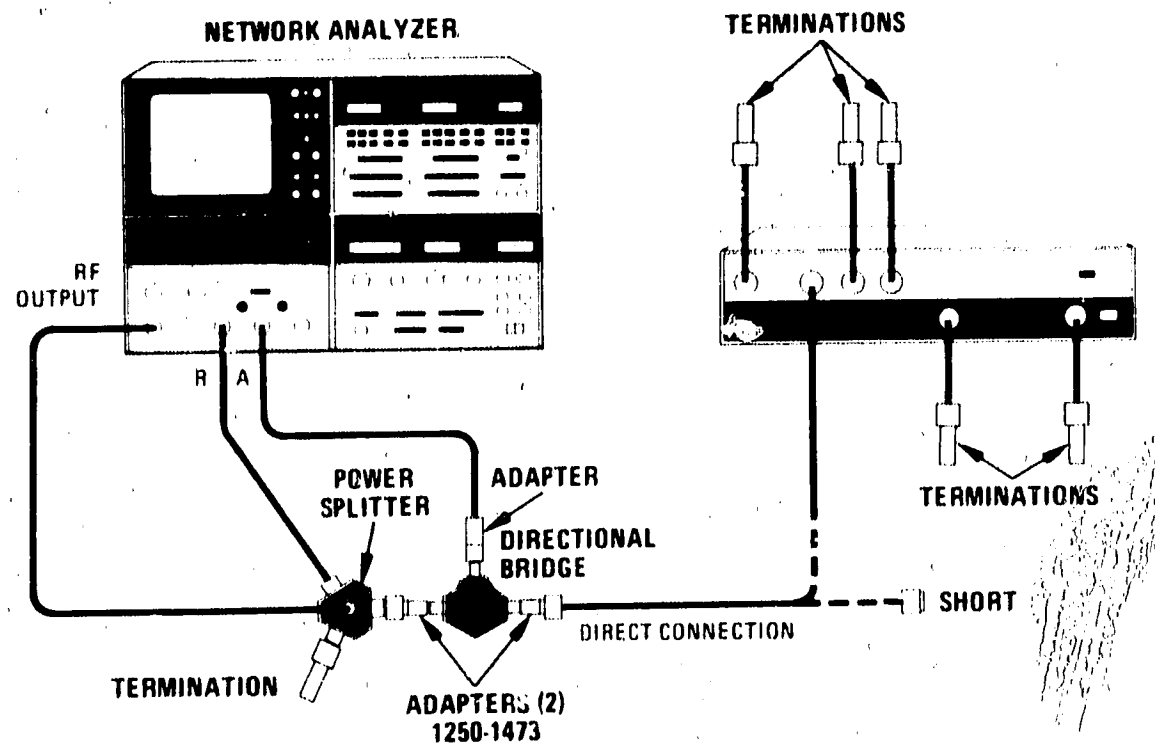 NETWORK ANALYZER
TERMINATIONS
RF
OUTPUT
R A
POWER
SPLITTER
ADAPTER
DIRECTIONAL
BRIDGE
TERMINATIONS
SHORT
DIRECT CONNECTION
TERMINATION
ADAPTERS (2)
1250-1473